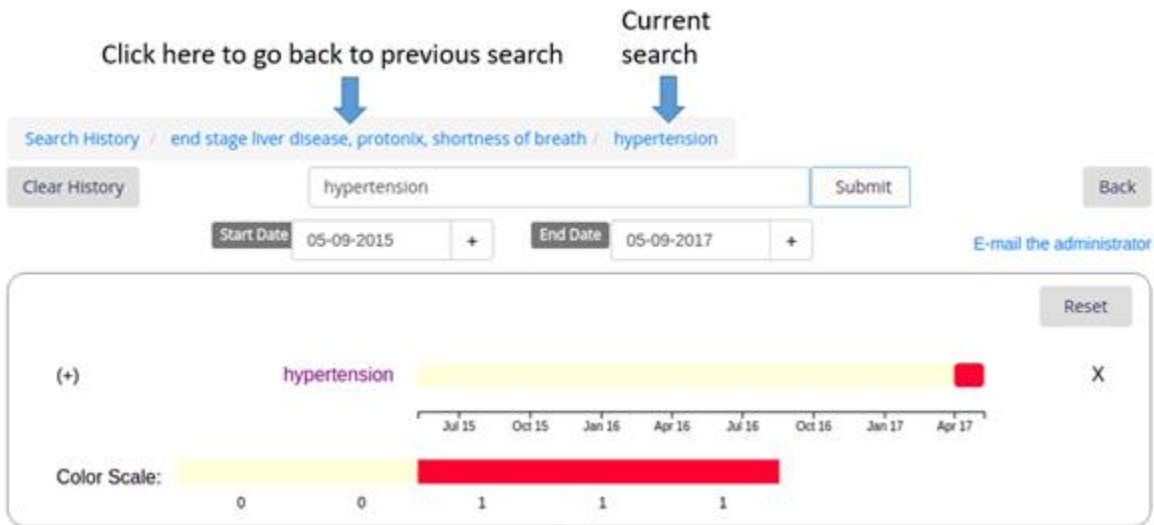 Current
Click here to go back to previous search search
Search History / end stage liver disease, protonix, shortness of breath / hypertension
Clear History hypertension Submit Back
Start Date 05-09-2015 + End Date 05-09-2017 +
E-mail the administrator
Reset
(+) hypertension X
Jul 15 Oct 15 Jan 16 Apr 16 Jul 16 Oct 16 Jan 17 Apr 17
Color Scale:
0 0 1 1 1